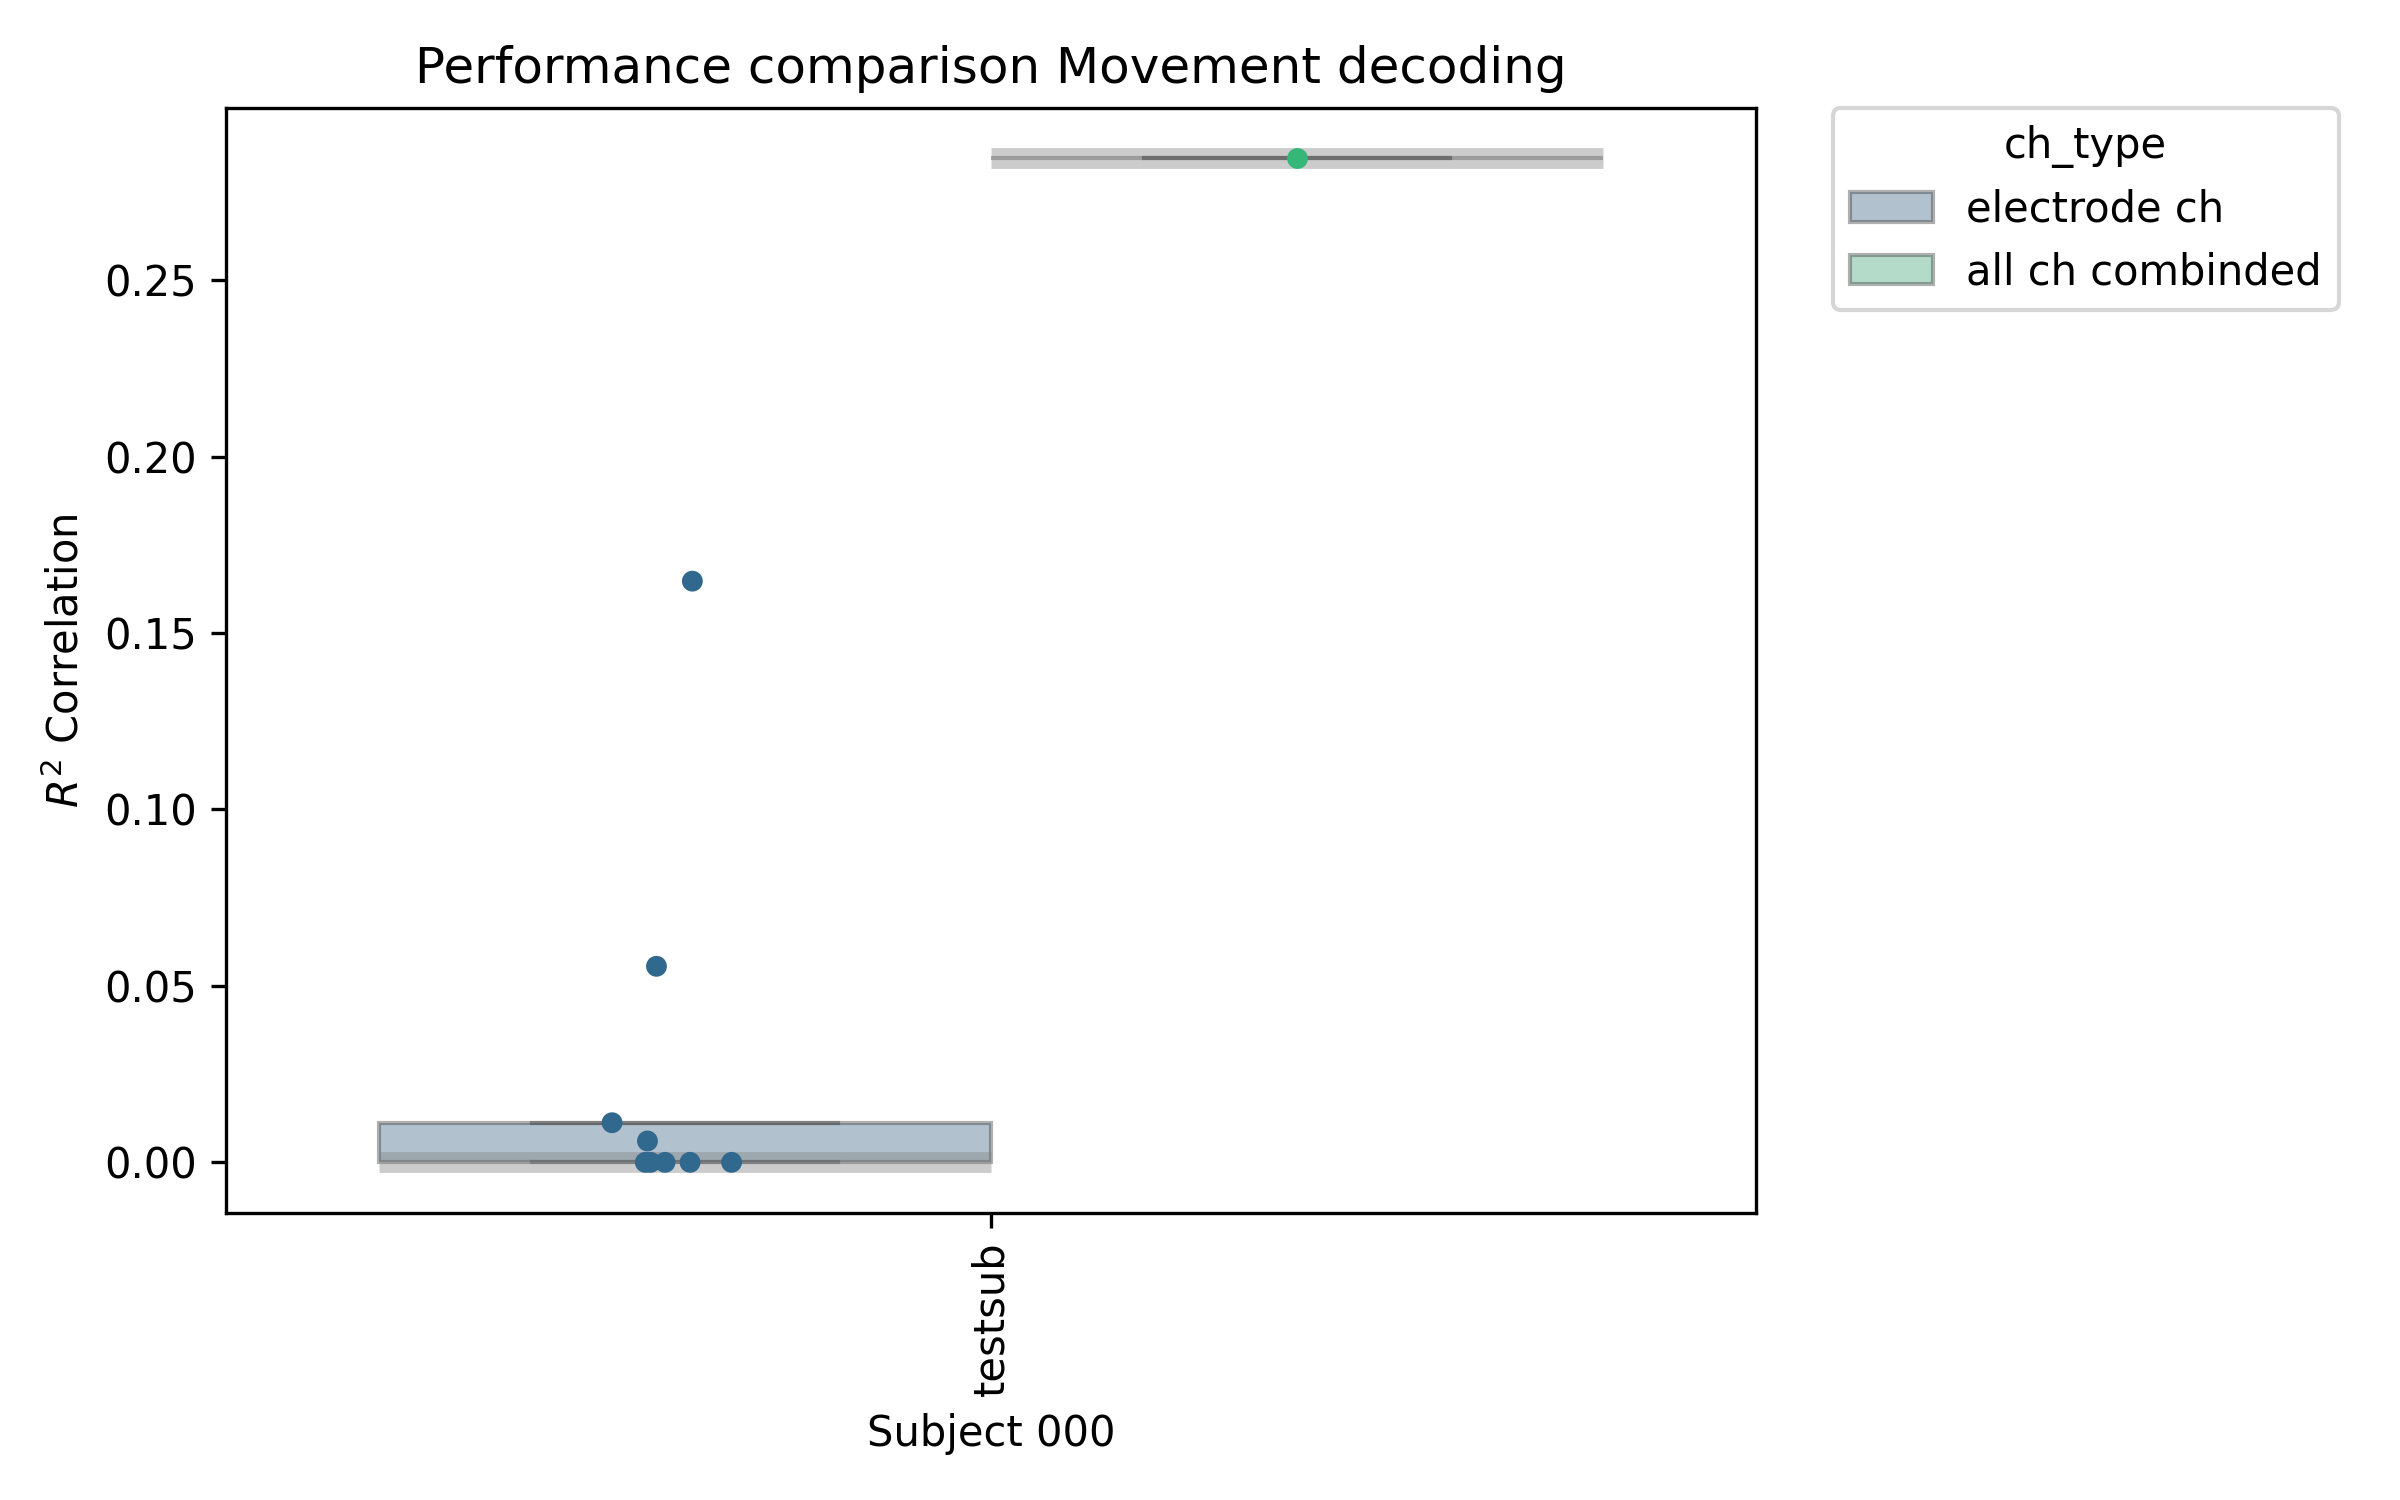 Performance comparison Movement decoding
ch_type
electrode ch
all ch combinded
R² Correlation
0.25
0.20
0.15
0.10
0.05
0.00
testsub
Subject 000